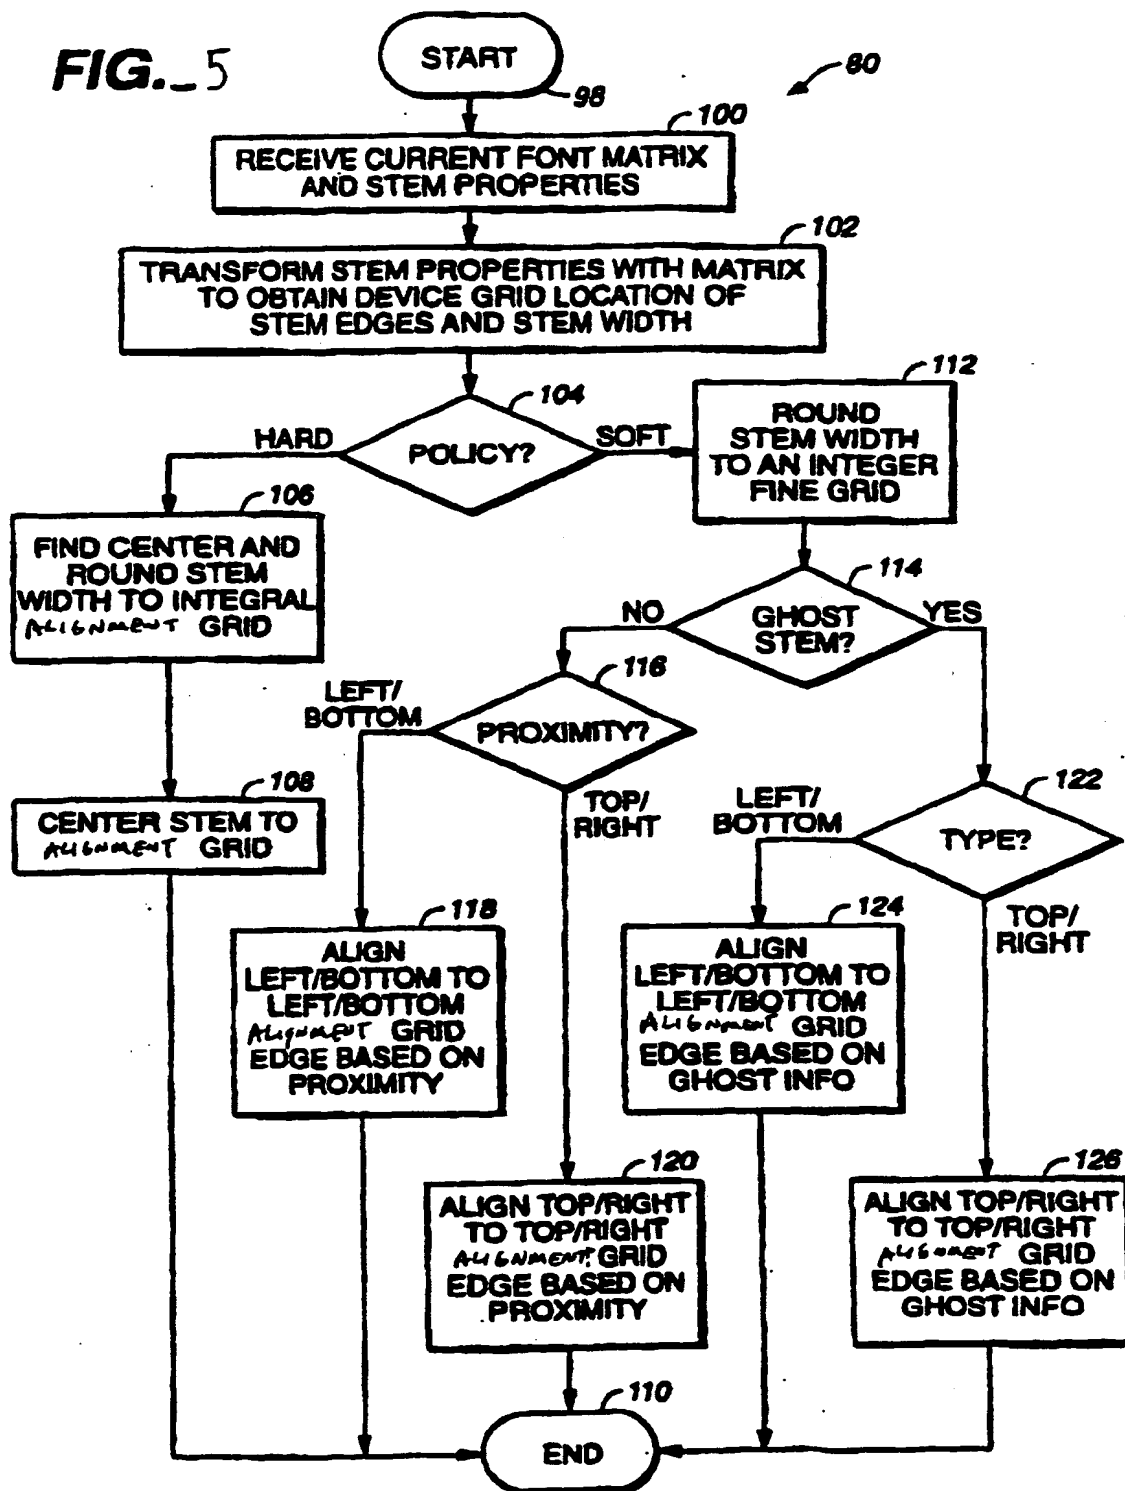 FIG._5
START
98
80
100
RECEIVE CURRENT FONT MATRIX
AND STEM PROPERTIES
102
TRANSFORM STEM PROPERTIES WITH MATRIX
TO OBTAIN DEVICE GRID LOCATION OF
STEM EDGES AND STEM WIDTH
104
POLICY?
HARD
SOFT
112
ROUND
STEM WIDTH
TO AN INTEGER
FINE GRID
106
FIND CENTER AND
ROUND STEM
WIDTH TO INTEGRAL
ALIGNMENT GRID
114
GHOST
STEM?
NO
YES
116
PROXIMITY?
LEFT/
BOTTOM
TOP/
RIGHT
108
CENTER STEM TO
ALIGNMENT GRID
122
TYPE?
LEFT/
BOTTOM
TOP/
RIGHT
118
ALIGN
LEFT/BOTTOM TO
LEFT/BOTTOM
ALIGNMENT GRID
EDGE BASED ON
PROXIMITY
124
ALIGN
LEFT/BOTTOM TO
LEFT/BOTTOM
ALIGNMENT GRID
EDGE BASED ON
GHOST INFO
120
ALIGN TOP/RIGHT
TO TOP/RIGHT
ALIGNMENT GRID
EDGE BASED ON
PROXIMITY
126
ALIGN TOP/RIGHT
TO TOP/RIGHT
ALIGNMENT GRID
EDGE BASED ON
GHOST INFO
110
END